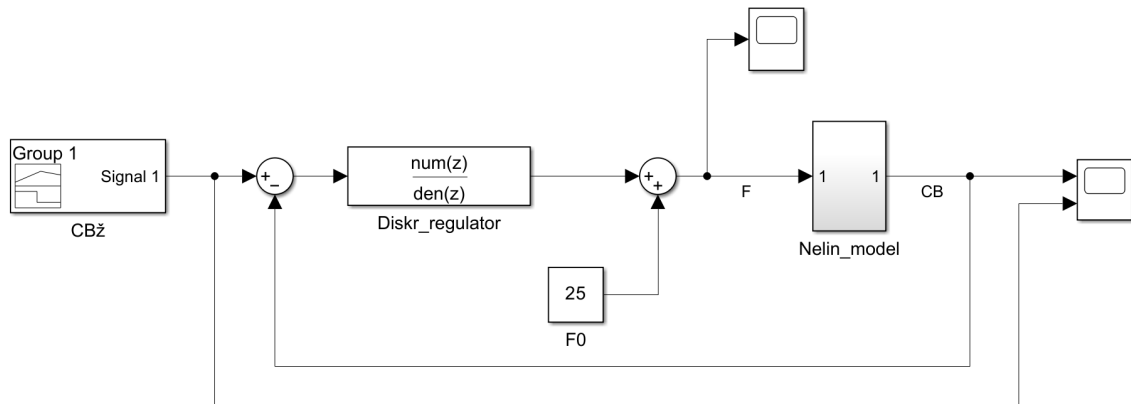 Group 1
Signal 1
CBž
+
−
num(z)
den(z)
Diskr_regulator
+
+
25
F0
F
1
1
Nelin_model
CB